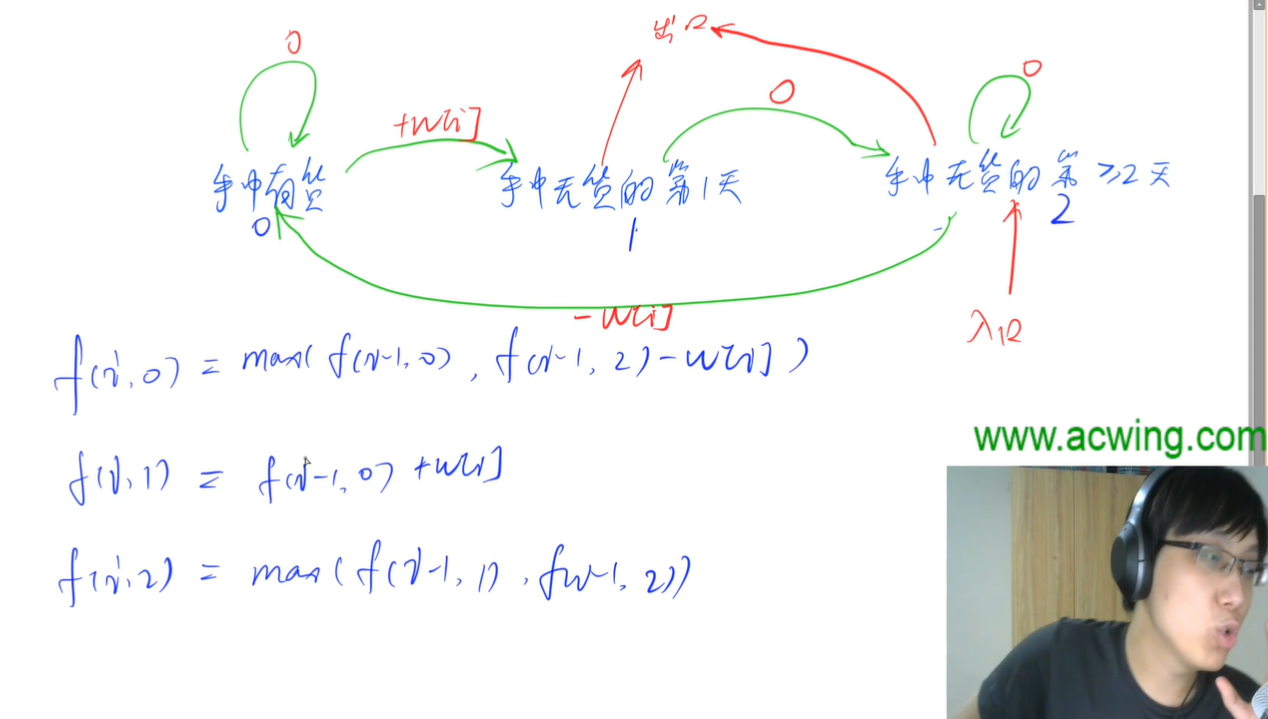 出口
0
0
0
+w[i]
手中有货
手中无货的第1天
手中无货的第≥2天
0
1
2
-w[i]
入口
f(i,0) = max(f(i-1,0), f(i-1,2)-w[i])
f(i,1) = f(i-1,0)+w[i]
f(i,2) = max(f(i-1,1), f(i-1,2))
www.acwing.com